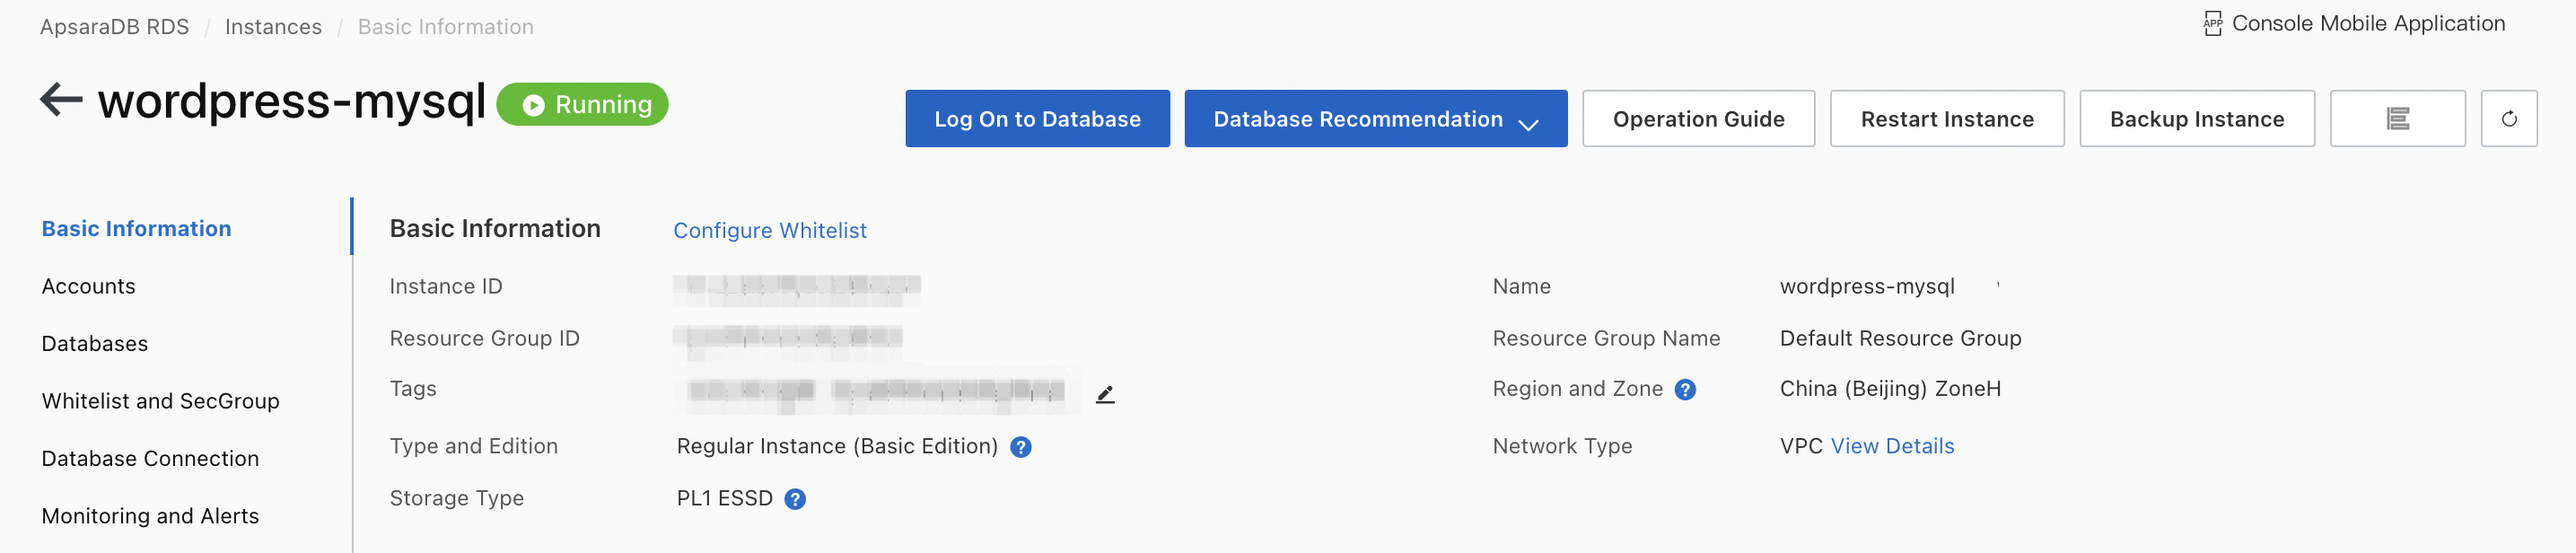 ApsaraDB RDS / Instances / Basic Information
APP Console Mobile Application
wordpress-mysql Running
Log On to Database Database Recommendation Operation Guide Restart Instance Backup Instance
Basic Information
Accounts
Databases
Whitelist and SecGroup
Database Connection
Monitoring and Alerts
Basic Information Configure Whitelist
Instance ID
Name wordpress-mysql
Resource Group ID
Resource Group Name Default Resource Group
Tags
Region and Zone ? China (Beijing) ZoneH
Type and Edition Regular Instance (Basic Edition) ?
Network Type VPC View Details
Storage Type PL1 ESSD ?